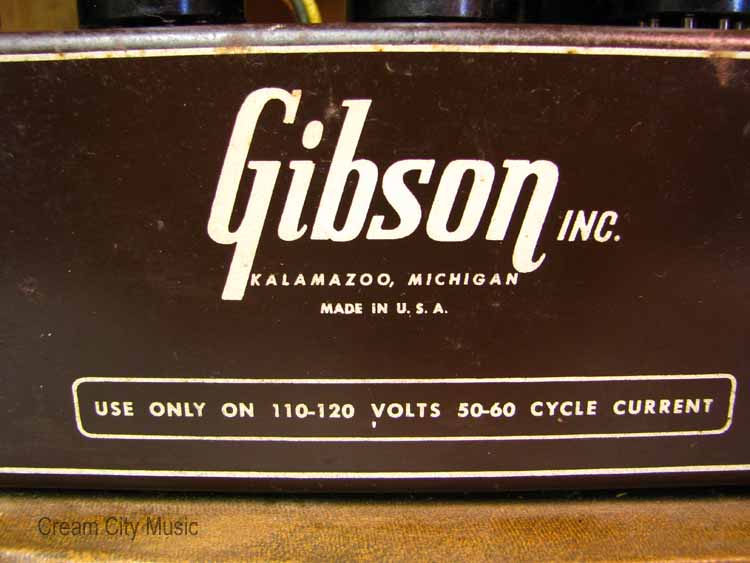 Gibson INC.
KALAMAZOO, MICHIGAN
MADE IN U.S.A.
USE ONLY ON 110-120 VOLTS 50-60 CYCLE CURRENT
Cream City Music